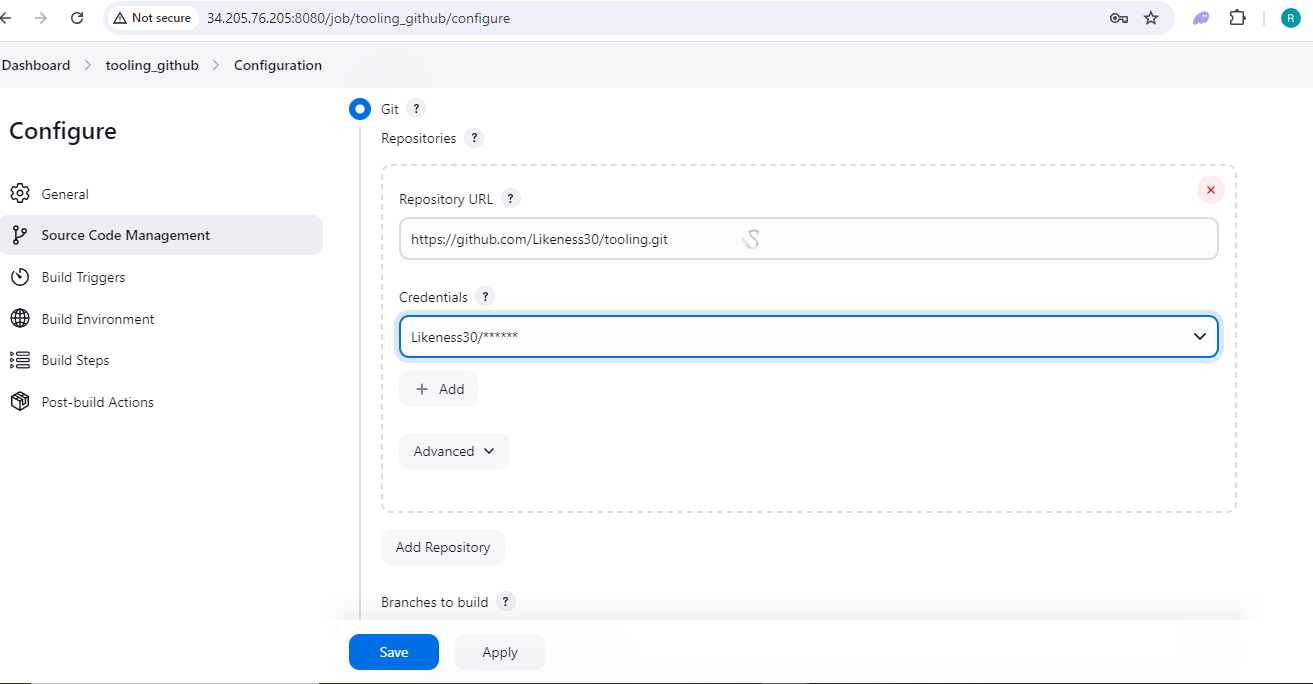 Not secure 34.205.76.205:8080/job/tooling_github/configure R
Dashboard > tooling_github > Configuration
Configure
General
Source Code Management
Build Triggers
Build Environment
Build Steps
Post-build Actions
Git ?
Repositories ?
Repository URL ?
https://github.com/Likeness30/tooling.git
Credentials ?
Likeness30/******
+ Add
Advanced
Add Repository
Branches to build ?
Save Apply